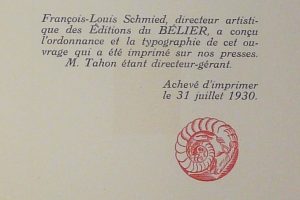 François-Louis Schmied, directeur artisti-
que des Éditions du BÉLIER, a conçu
l'ordonnance et la typographie de cet ou-
vrage qui a été imprimé sur nos presses.
M. Tahon étant directeur-gérant.
Achevé d'imprimer
le 31 juillet 1930.